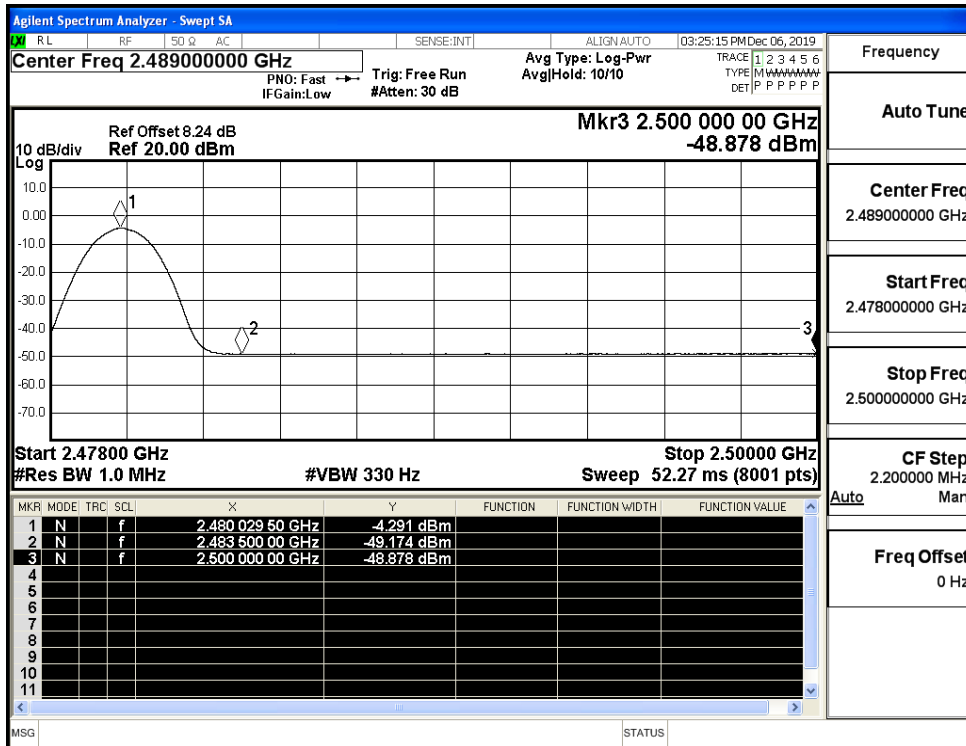 Agilent Spectrum Analyzer - Swept SA
LXI RL RF 50 Ω AC SENSE:INT ALIGN AUTO 03:25:15 PM Dec 06, 2019
Center Freq 2.489000000 GHz
PNO: Fast
IFGain:Low
Trig: Free Run
#Atten: 30 dB
Avg Type: Log-Pwr
Avg|Hold: 10/10
TRACE 1 2 3 4 5 6
TYPE M WWWWW
DET P P P P P P
Mkr3 2.500 000 00 GHz
-48.878 dBm
Ref Offset 8.24 dB
10 dB/div Ref 20.00 dBm
Log
10.0
0.00
-10.0
-20.0
-30.0
-40.0
-50.0
-60.0
-70.0
1
2
3
Start 2.47800 GHz Stop 2.50000 GHz
#Res BW 1.0 MHz #VBW 330 Hz Sweep 52.27 ms (8001 pts)
MKR MODE TRC SCL X Y FUNCTION FUNCTION WIDTH FUNCTION VALUE
1 N f 2.480 029 50 GHz -4.291 dBm
2 N f 2.483 500 00 GHz -49.174 dBm
3 N f 2.500 000 00 GHz -48.878 dBm
4
5
6
7
8
9
10
11
MSG STATUS
Frequency
Auto Tune
Center Freq
2.489000000 GHz
Start Freq
2.478000000 GHz
Stop Freq
2.500000000 GHz
CF Step
2.200000 MHz
Auto Man
Freq Offset
0 Hz